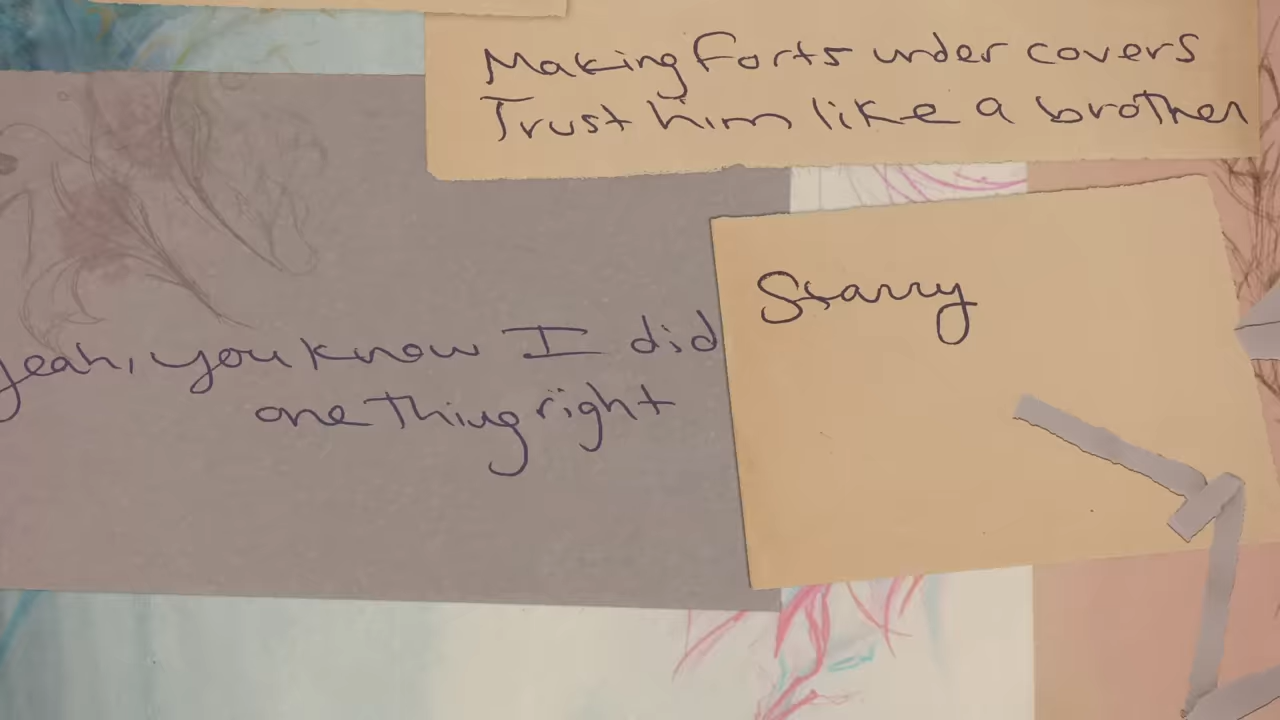 Making forts under covers
Trust him like a brother
yeah, you know I did
one thing right
Starry